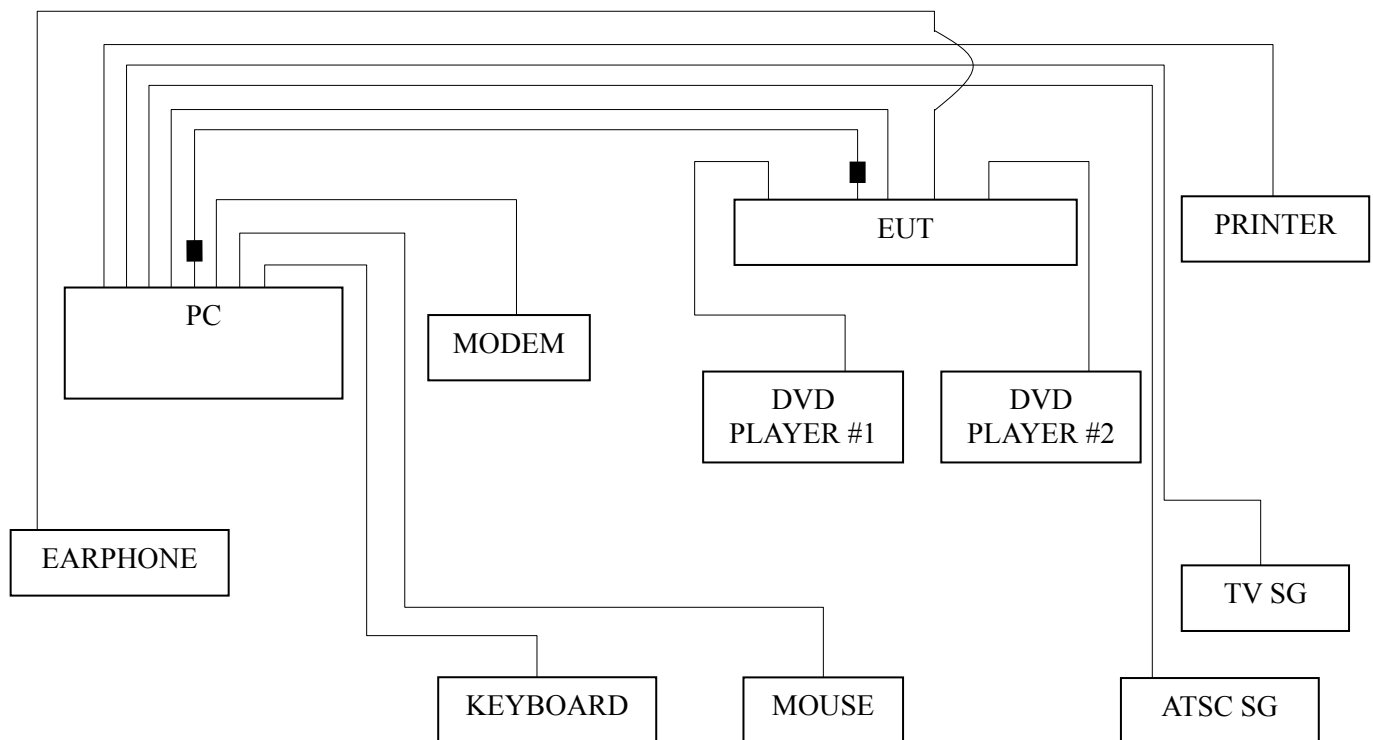 PRINTER
EUT
PC
MODEM
DVD
PLAYER #1
DVD
PLAYER #2
EARPHONE
TV SG
KEYBOARD
MOUSE
ATSC SG